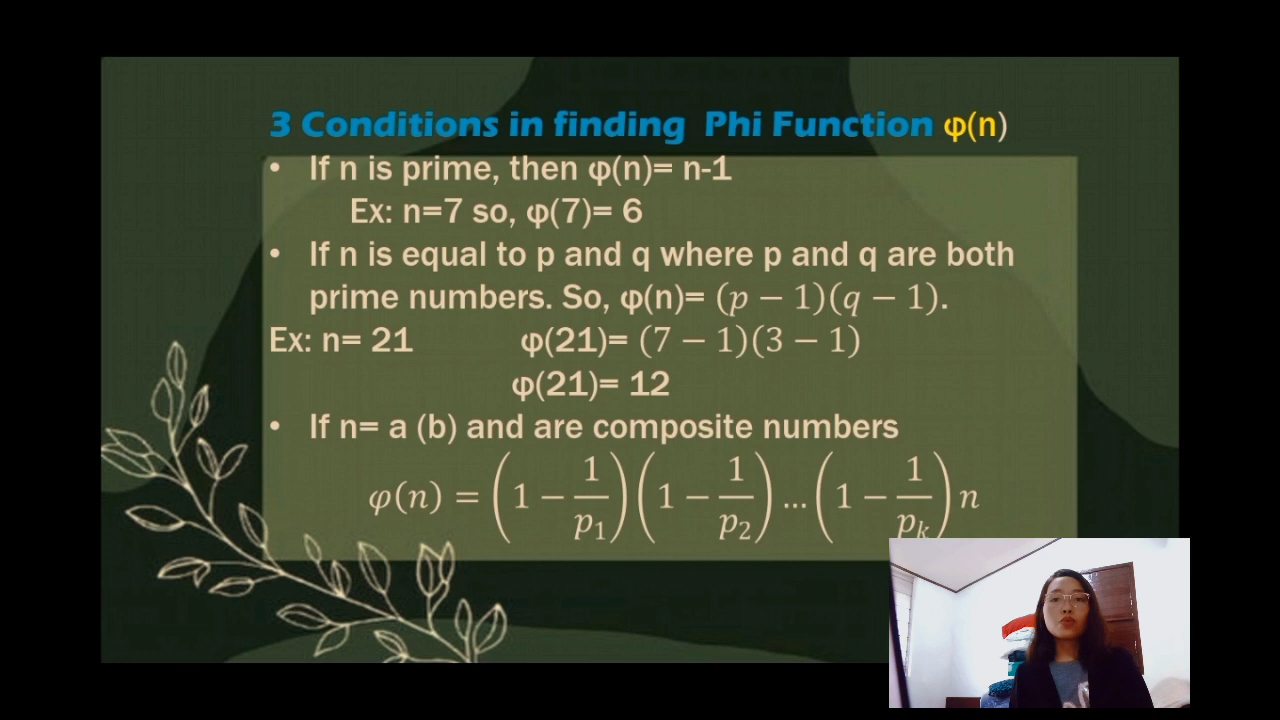 3 Conditions in finding Phi Function φ(n)
• If n is prime, then φ(n)= n-1
Ex: n=7 so, φ(7)= 6
• If n is equal to p and q where p and q are both
prime numbers. So, φ(n)= (p − 1)(q − 1).
Ex: n= 21 φ(21)= (7 − 1)(3 − 1)
φ(21)= 12
• If n= a (b) and are composite numbers
φ(n) = (1 − 1/p₁)(1 − 1/p₂)…(1 − 1/pₖ) n